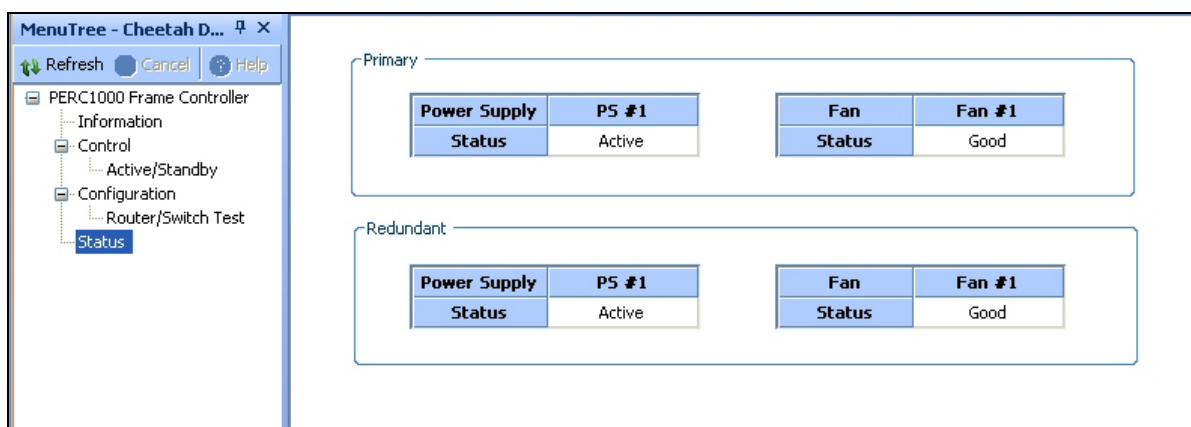 MenuTree - Cheetah D...
Refresh Cancel Help
PERC1000 Frame Controller
Information
Control
Active/Standby
Configuration
Router/Switch Test
Status
Primary
Power Supply PS #1
Status Active
Fan Fan #1
Status Good
Redundant
Power Supply PS #1
Status Active
Fan Fan #1
Status Good